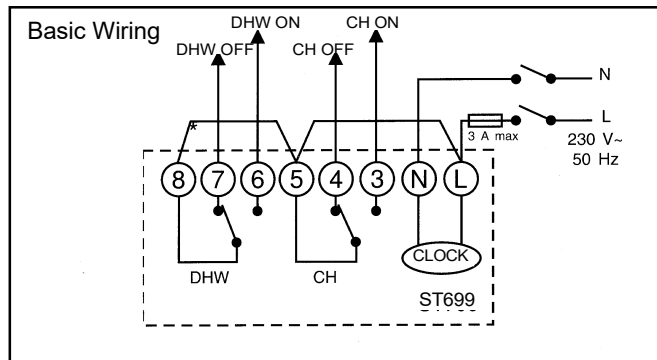 Basic Wiring
DHW ON
CH ON
DHW OFF
CH OFF
N
L
*
3 A max
230 V~
50 Hz
8 7 6 5 4 3 N L
CLOCK
DHW
CH
ST699